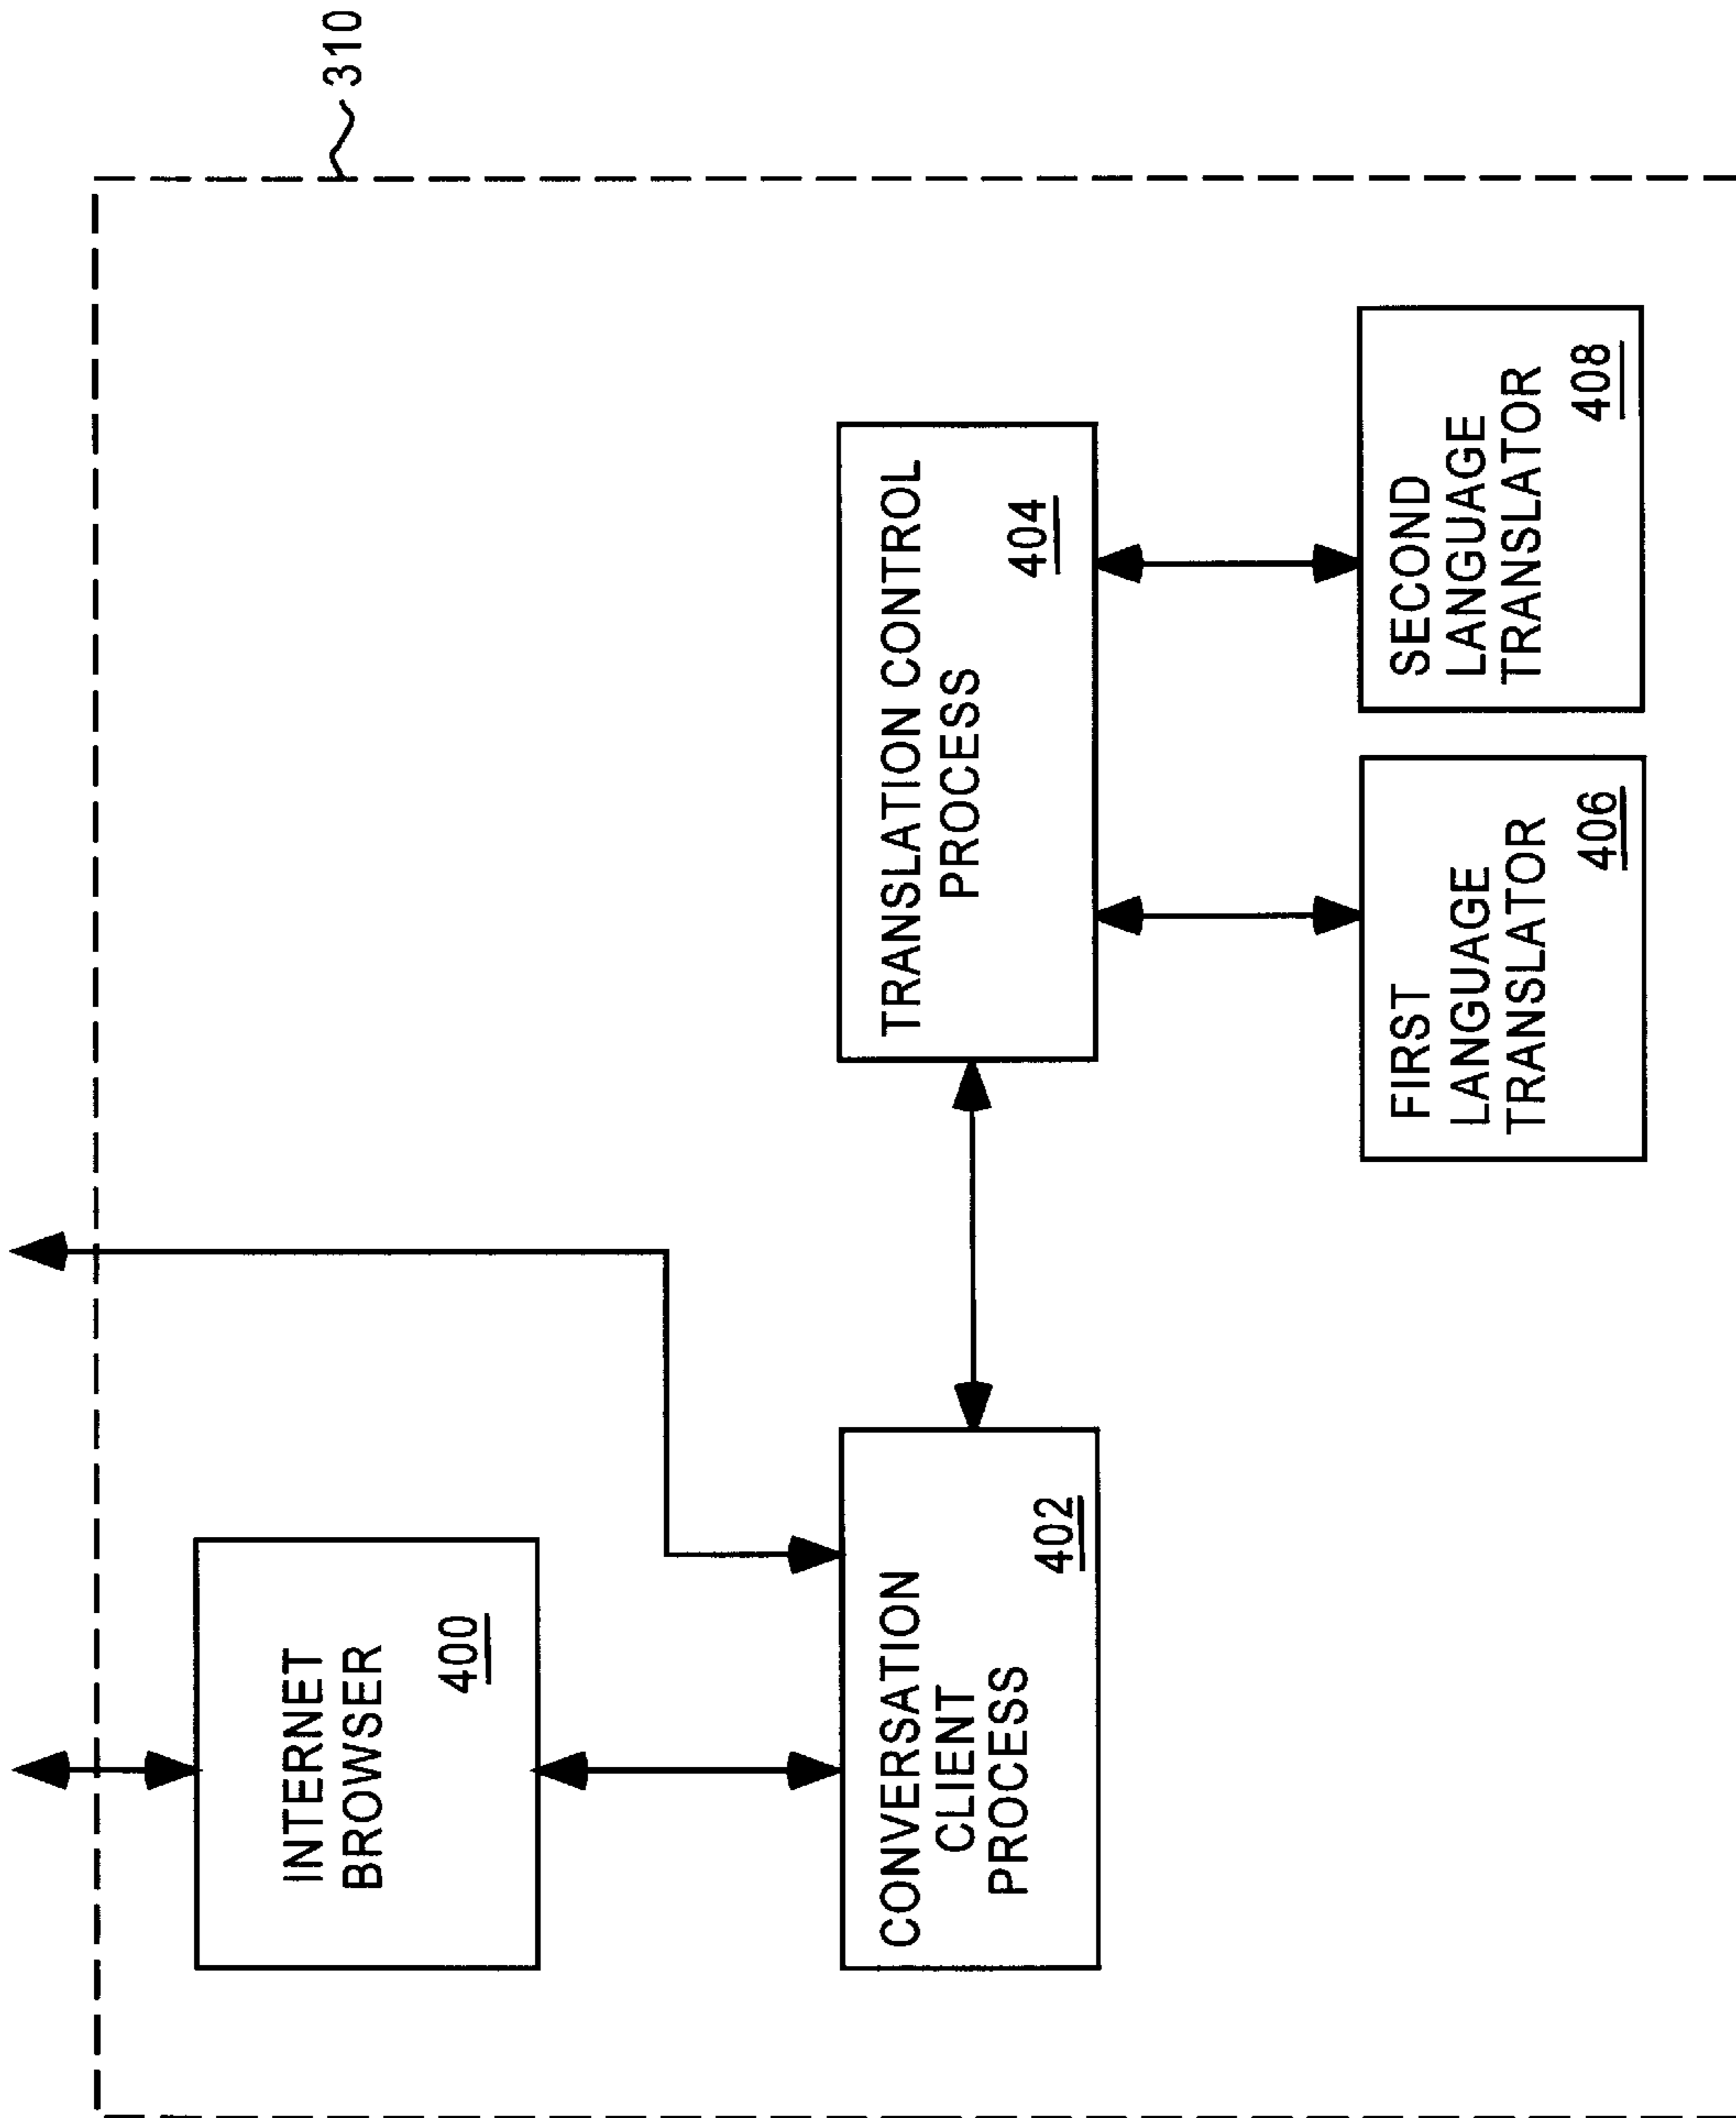 310
INTERNET
BROWSER
400
CONVERSATION
CLIENT
PROCESS
402
TRANSLATION CONTROL
PROCESS
404
FIRST
LANGUAGE
TRANSLATOR
406
SECOND
LANGUAGE
TRANSLATOR
408